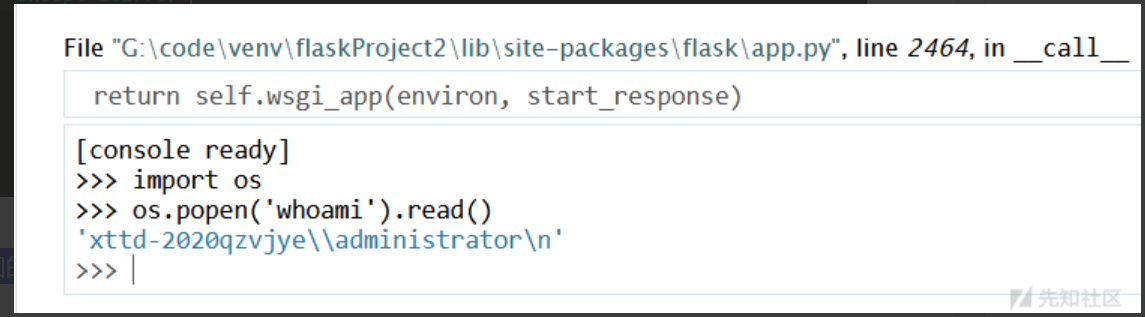 File "G:\code\venv\flaskProject2\lib\site-packages\flask\app.py", line 2464, in __call__
return self.wsgi_app(environ, start_response)
[console ready]
>>> import os
>>> os.popen('whoami').read()
'xttd-2020qzvjye\\administrator\n'
>>>
先知社区